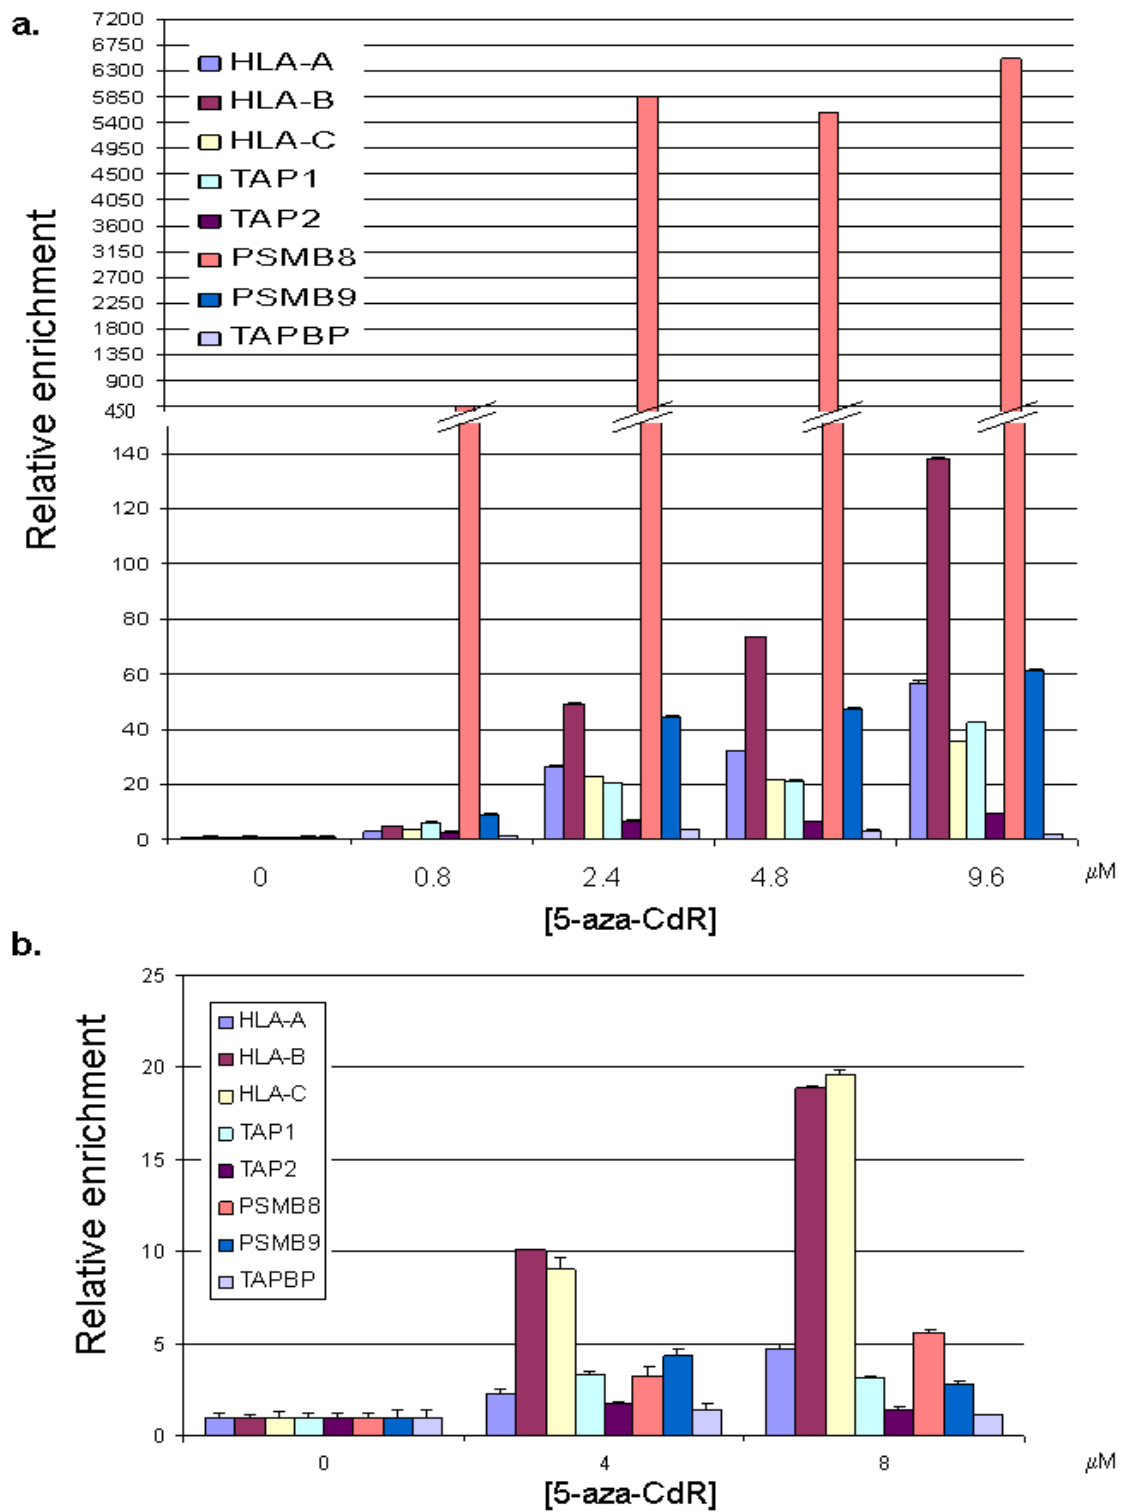 a.
Relative enrichment
7200
6750
6300
5850
5400
4950
4500
4050
3600
3150
2700
2250
1800
1350
900
450
140
120
100
80
60
40
20
0
HLA-A
HLA-B
HLA-C
TAP1
TAP2
PSMB8
PSMB9
TAPBP
0 0.8 2.4 4.8 9.6 μM
[5-aza-CdR]
b.
Relative enrichment
25
20
15
10
5
0
HLA-A
HLA-B
HLA-C
TAP1
TAP2
PSMB8
PSMB9
TAPBP
0 4 8 μM
[5-aza-CdR]